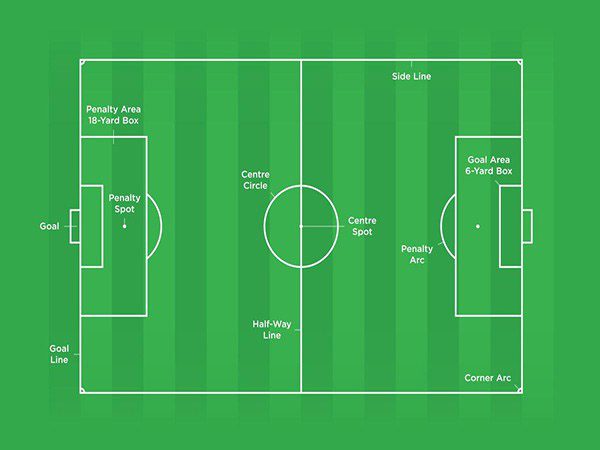 Side Line
Penalty Area
18-Yard Box
Goal Area
6-Yard Box
Centre
Circle
Penalty
Spot
Goal
Centre
Spot
Penalty
Arc
Half-Way
Line
Goal
Line
Corner Arc